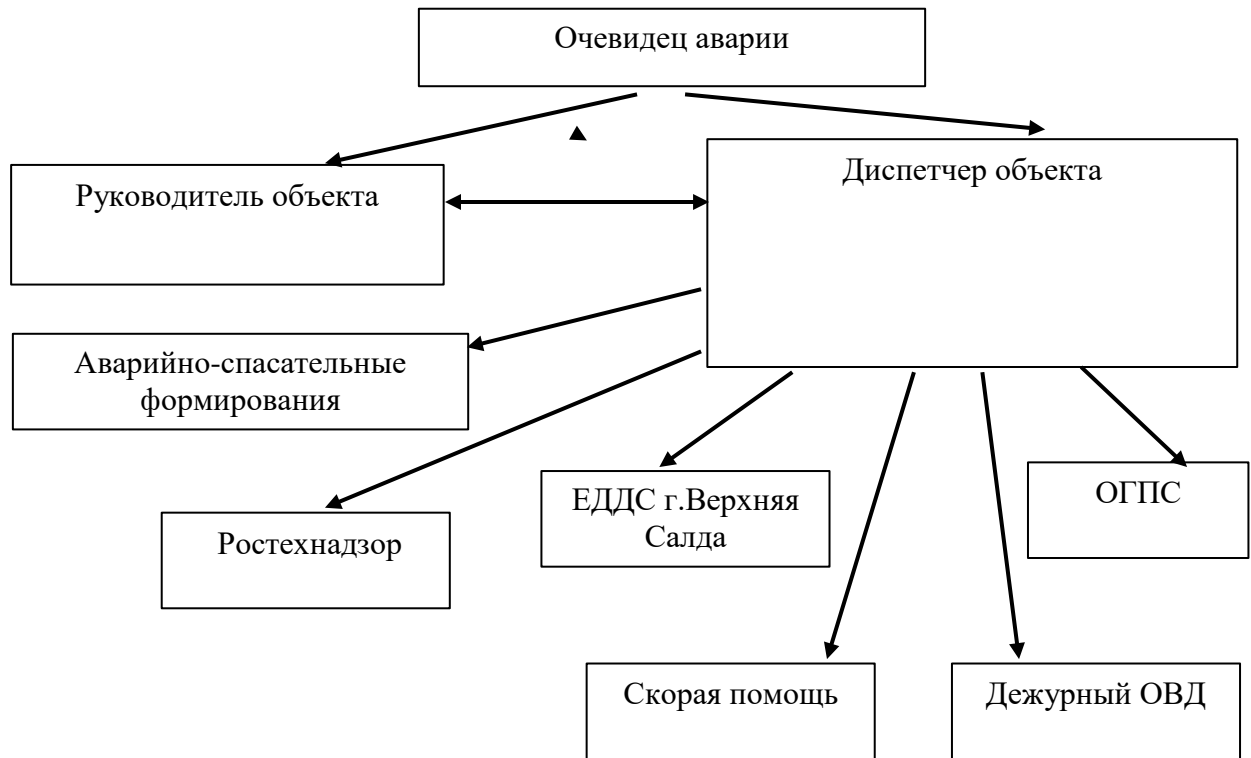 Очевидец аварии
Руководитель объекта
Диспетчер объекта
Аварийно-спасательные
формирования
Ростехнадзор
ЕДДС г.Верхняя
Салда
ОГПС
Скорая помощь
Дежурный ОВД